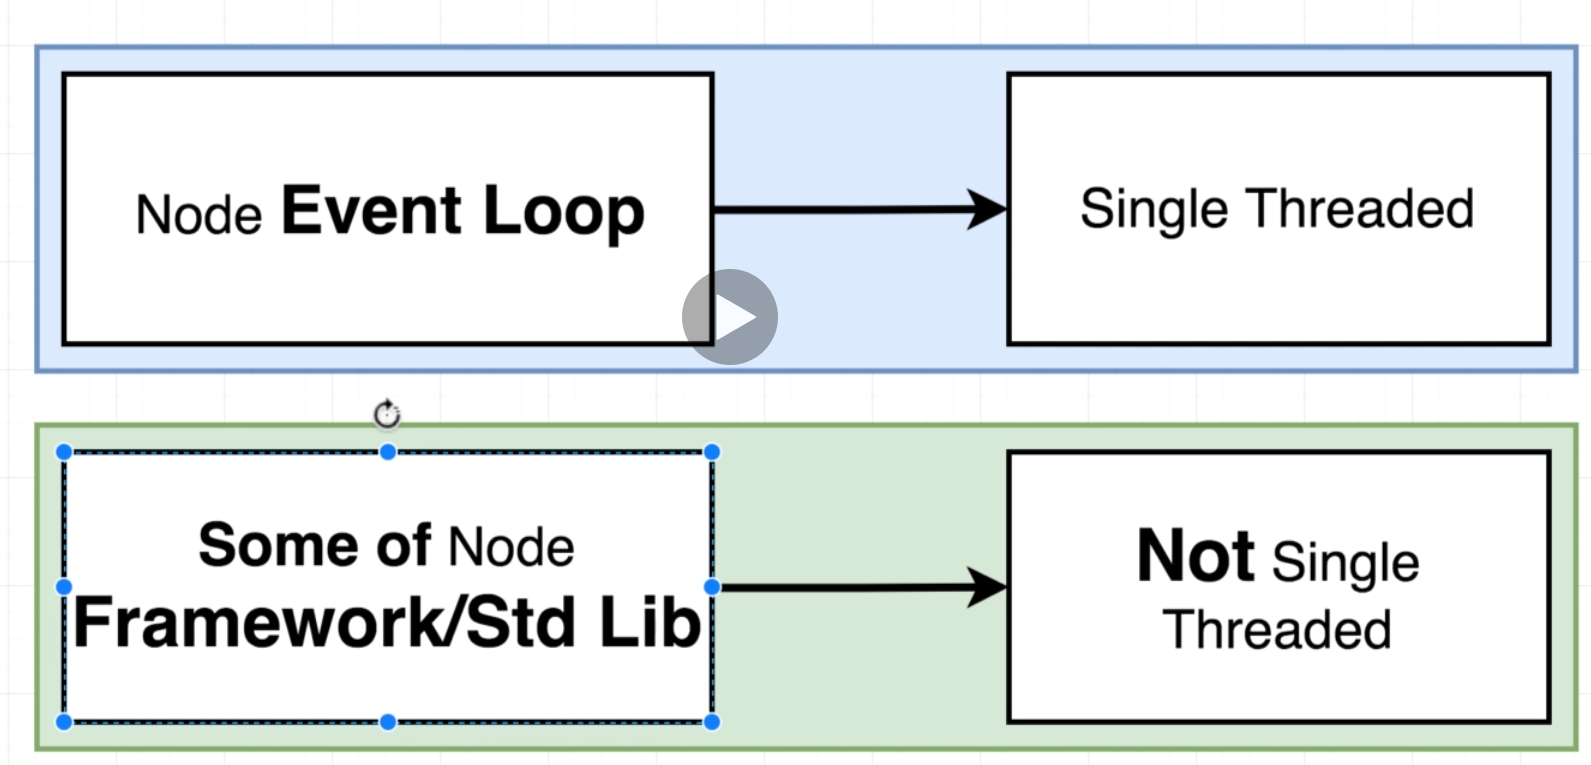 Node Event Loop
Single Threaded
Some of Node
Framework/Std Lib
Not Single
Threaded